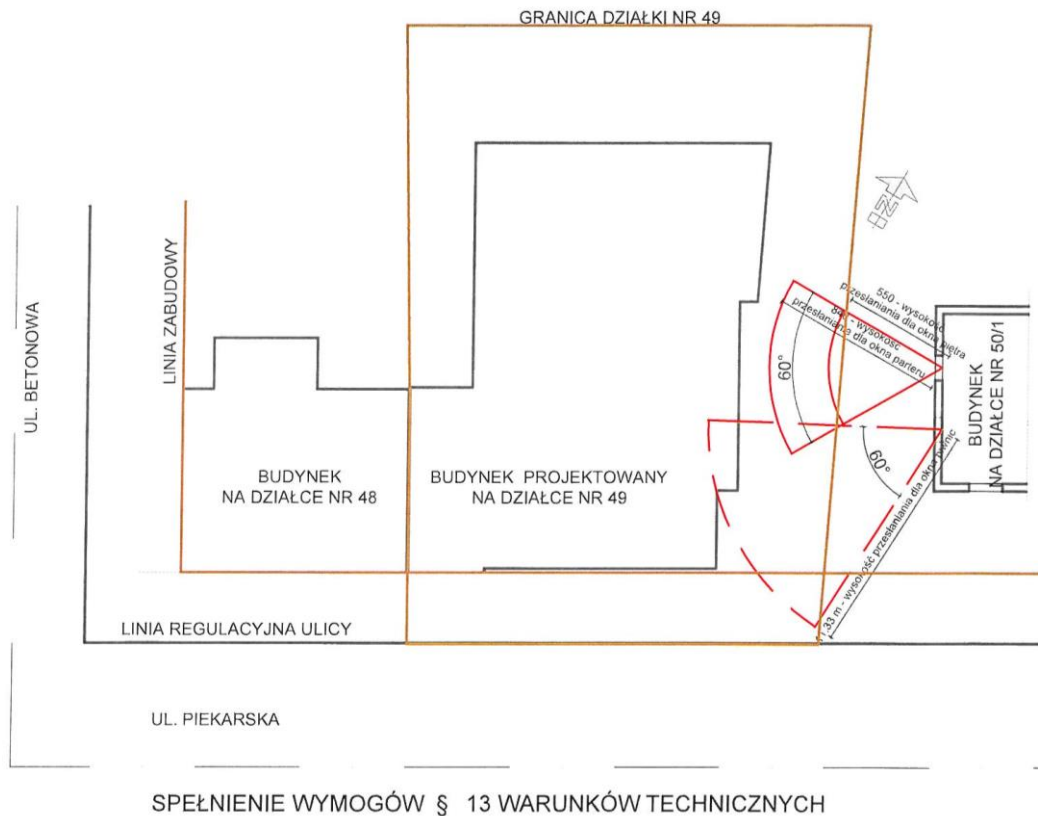 GRANICA DZIAŁKI NR 49
UL. BETONOWA
LINIA ZABUDOWY
550 - wysokość
przesłaniania dla okna piętra
wysokość
przesłaniania dla okna parteru
60°
BUDYNEK
NA DZIAŁCE NR 50/1
60°
BUDYNEK
NA DZIAŁCE NR 48
BUDYNEK PROJEKTOWANY
NA DZIAŁCE NR 49
33 m - wysokość przesłaniania dla okna piwnic
LINIA REGULACYJNA ULICY
UL. PIEKARSKA
SPEŁNIENIE WYMOGÓW § 13 WARUNKÓW TECHNICZNYCH